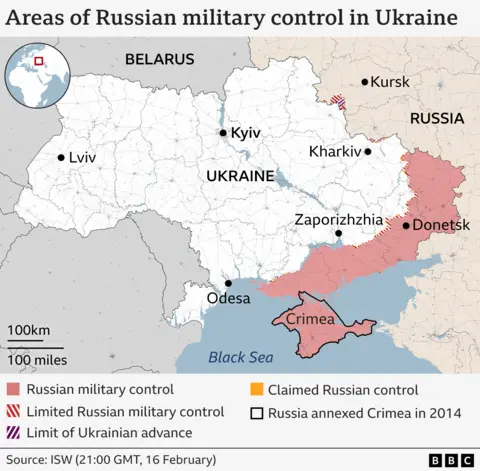 Areas of Russian military control in Ukraine
BELARUS
Kursk
RUSSIA
Kyiv
Lviv
Kharkiv
UKRAINE
Zaporizhzhia
Donetsk
Odesa
Crimea
100km
100 miles
Black Sea
Russian military control
Claimed Russian control
Limited Russian military control
Russia annexed Crimea in 2014
Limit of Ukrainian advance
Source: ISW (21:00 GMT, 16 February)
BBC